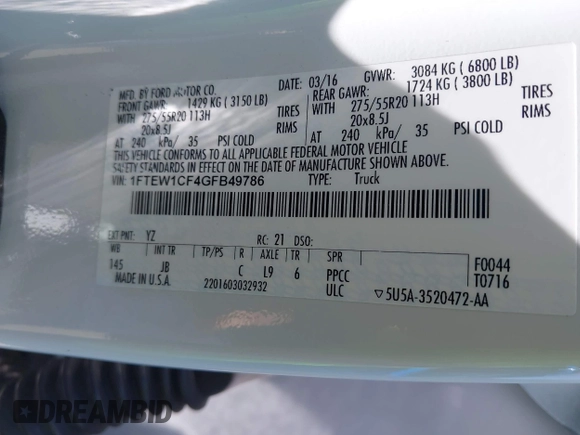 MFD. BY FORD MOTOR CO.
DATE: 03/16 GVWR: 3084 KG ( 6800 LB)
FRONT GAWR: 1429 KG ( 3150 LB) REAR GAWR: 1724 KG ( 3800 LB)
WITH 275/55R20 113H TIRES WITH 275/55R20 113H TIRES
20x8.5J RIMS 20x8.5J RIMS
AT 240 kPa/ 35 PSI COLD AT 240 kPa/ 35 PSI COLD
THIS VEHICLE CONFORMS TO ALL APPLICABLE FEDERAL MOTOR VEHICLE
SAFETY STANDARDS IN EFFECT ON THE DATE OF MANUFACTURE SHOWN ABOVE.
VIN: 1FTEW1CF4GFB49786 TYPE: Truck
EXT PNT: YZ RC: 21 DSO:
WB INT TR TP/PS R AXLE TR SPR
145 JB C L9 6 PPCC F0044
MADE IN U.S.A. 2201603032932 ULC T0716
▽5U5A-3520472-AA
DREAMBID